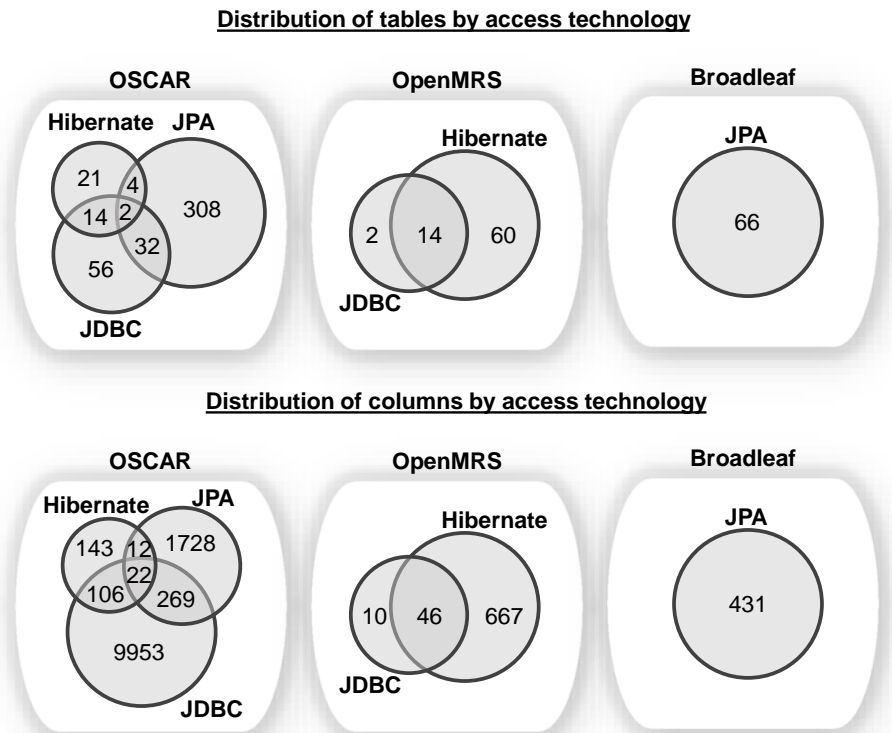 Distribution of tables by access technology
OSCAR
OpenMRS
Broadleaf
Hibernate
JPA
21
4
308
14
2
32
56
JDBC
Hibernate
2
14
60
JDBC
JPA
66
Distribution of columns by access technology
OSCAR
OpenMRS
Broadleaf
Hibernate
JPA
143
12
1728
22
106
269
9953
JDBC
Hibernate
10
46
667
JDBC
JPA
431